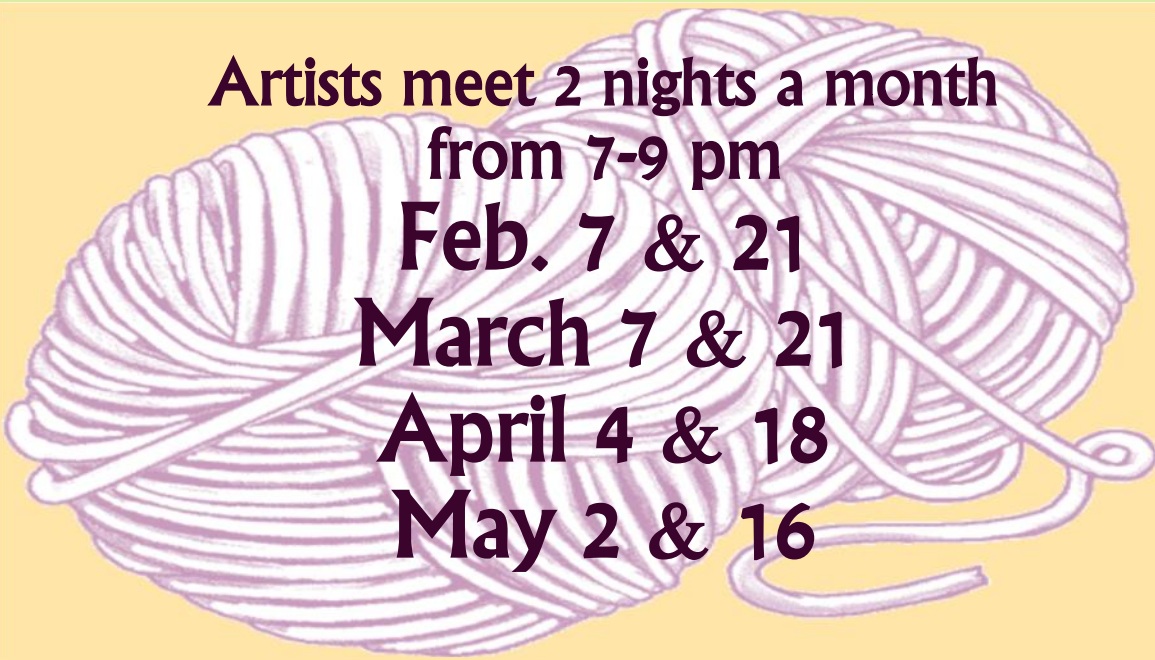 Artists meet 2 nights a month
from 7-9 pm
Feb. 7 & 21
March 7 & 21
April 4 & 18
May 2 & 16